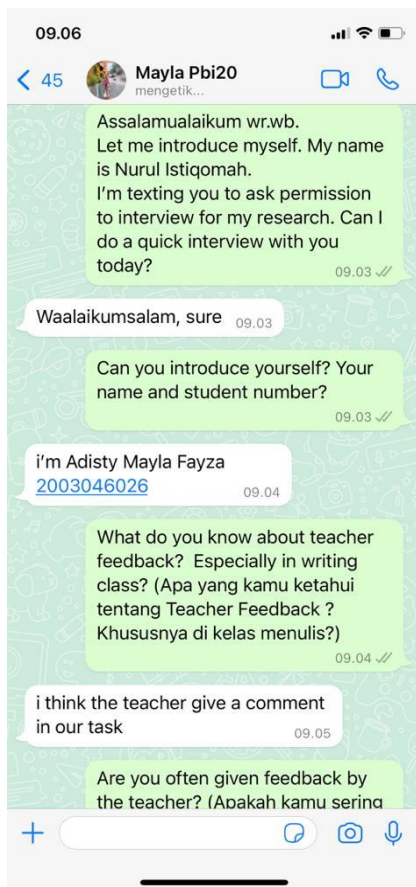 09.06
45
Mayla Pbi20
mengetik...
Assalamualaikum wr.wb.
Let me introduce myself. My name
is Nurul Istiqomah.
I'm texting you to ask permission
to interview for my research. Can I
do a quick interview with you
today?
09.03
Waalaikumsalam, sure 09.03
Can you introduce yourself? Your
name and student number?
09.03
i'm Adisty Mayla Fayza
2003046026 09.04
What do you know about teacher
feedback? Especially in writing
class? (Apa yang kamu ketahui
tentang Teacher Feedback ?
Khususnya di kelas menulis?)
09.04
i think the teacher give a comment
in our task 09.05
Are you often given feedback by
the teacher? (Apakah kamu sering